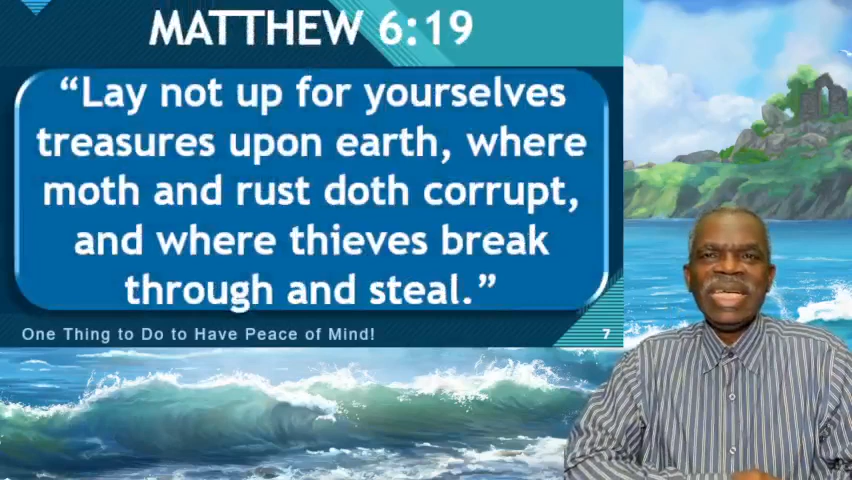 MATTHEW 6:19
“Lay not up for yourselves
treasures upon earth, where
moth and rust doth corrupt,
and where thieves break
through and steal.”
One Thing to Do to Have Peace of Mind!
7